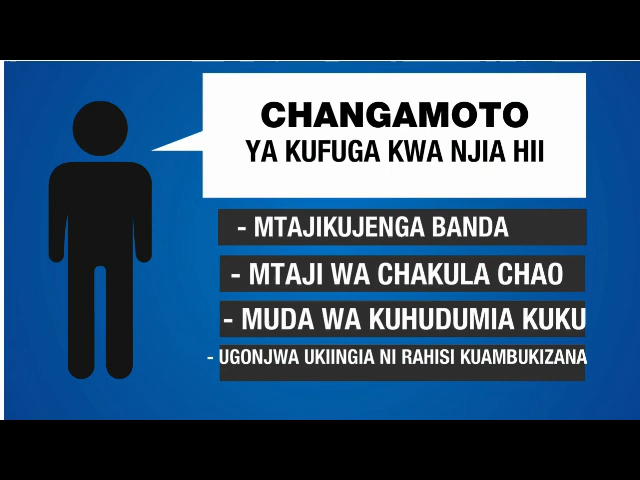 CHANGAMOTO
YA KUFUGA KWA NJIA HII
- MTAJIKUJENGA BANDA
- MTAJI WA CHAKULA CHAO
- MUDA WA KUHUDUMIA KUKU
- UGONJWA UKIINGIA NI RAHISI KUAMBUKIZANA